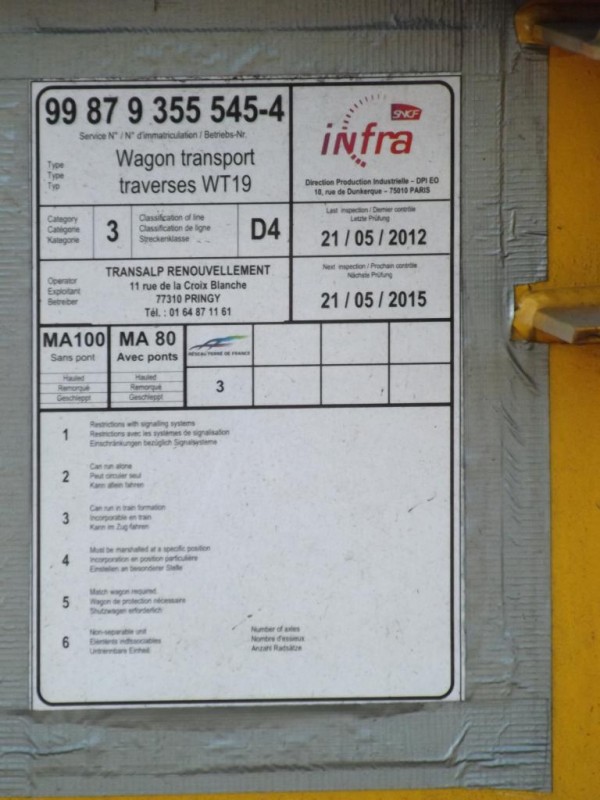 99 87 9 355 545-4
Service N° / N° d'immatriculation / Betriebs-Nr.
Type
Type
Typ
Wagon transport
traverses WT19
SNCF
infra
Direction Production Industrielle – DPI EO
18, rue de Dunkerque – 75010 PARIS
Category
Catégorie
Kategorie
3
Classification of line
Classification de ligne
Streckenklasse
D4
Last inspection / Dernier contrôle
Letzte Prüfung
21 / 05 / 2012
Operator
Exploitant
Betreiber
TRANSALP RENOUVELLEMENT
11 rue de la Croix Blanche
77310 PRINGY
Tél. : 01 64 87 11 61
Next inspection / Prochain contrôle
Nächste Prüfung
21 / 05 / 2015
MA100
Sans pont
MA 80
Avec ponts
RÉSEAU FERRÉ DE FRANCE
Hauled
Remorqué
Geschleppt
Hauled
Remorqué
Geschleppt
3
1
Restrictions with signalling systems
Restrictions avec les systèmes de signalisation
Einschränkungen bezüglich Signalsysteme
2
Can run alone
Peut circuler seul
Kann allein fahren
3
Can run in train formation
Incorporable en train
Kann im Zug fahren
4
Must be marshalled at a specific position
Incorporation en position particulière
Einstellen an besonderer Stelle
5
Match wagon required
Wagon de protection nécessaire
Shutzwagen erforderlich
6
Non-separable unit
Eléments indissociables
Untrennbare Einheit
Number of axles
Nombre d'essieux
Anzahl Radsätze